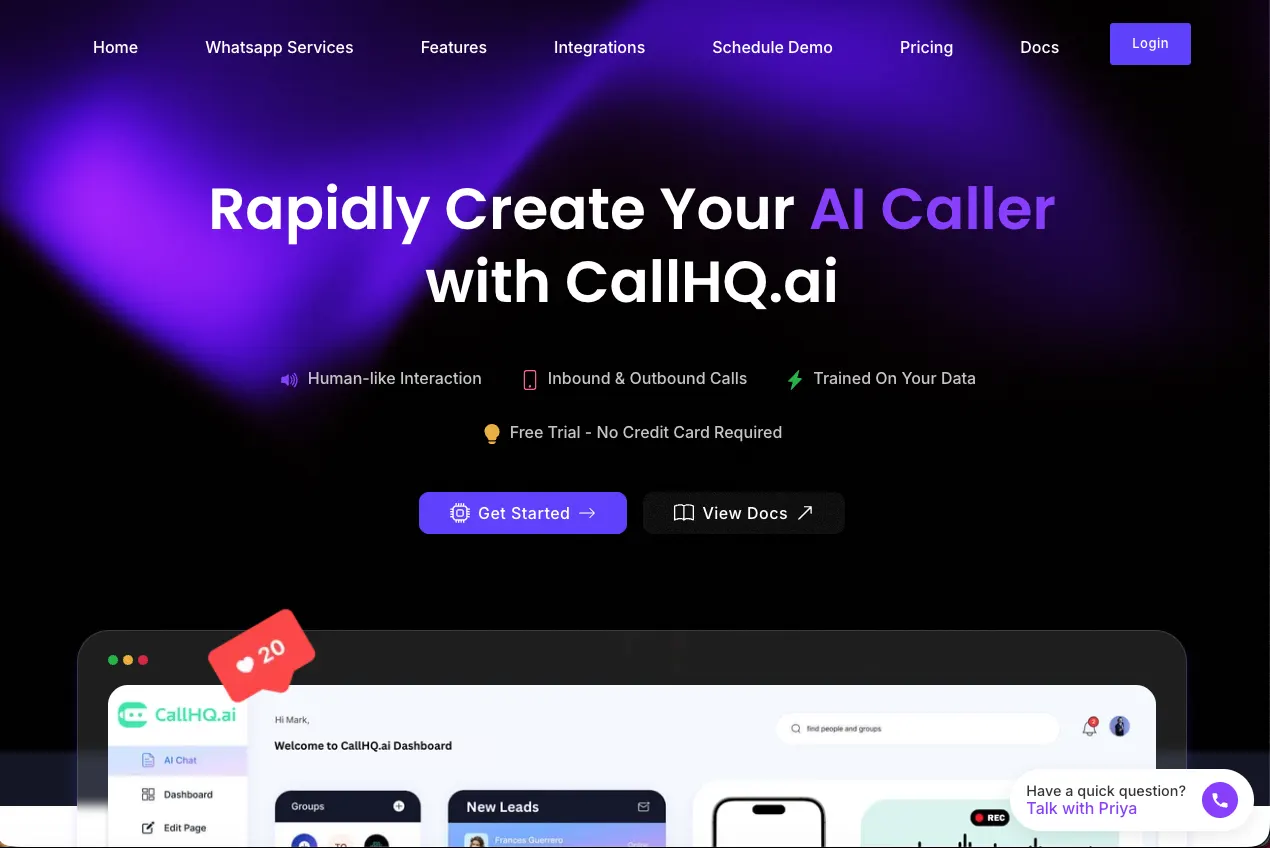 Home Whatsapp Services Features Integrations Schedule Demo Pricing Docs Login
Rapidly Create Your AI Caller
with CallHQ.ai
Human-like Interaction Inbound & Outbound Calls Trained On Your Data
Free Trial - No Credit Card Required
Get Started View Docs
20
CallHQ.ai
Hi Mark,
Welcome to CallHQ.ai Dashboard
find people and groups
2
AI Chat
Dashboard
Edit Page
Groups
New Leads
Frances Guerrero
REC
Have a quick question?
Talk with Priya